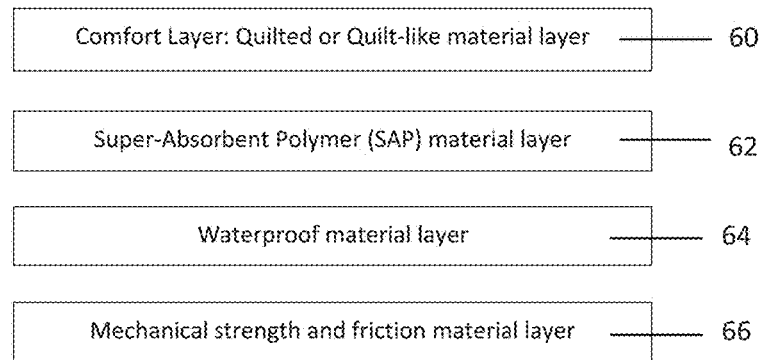 Comfort Layer: Quilted or Quilt-like material layer 60
Super-Absorbent Polymer (SAP) material layer 62
Waterproof material layer 64
Mechanical strength and friction material layer 66